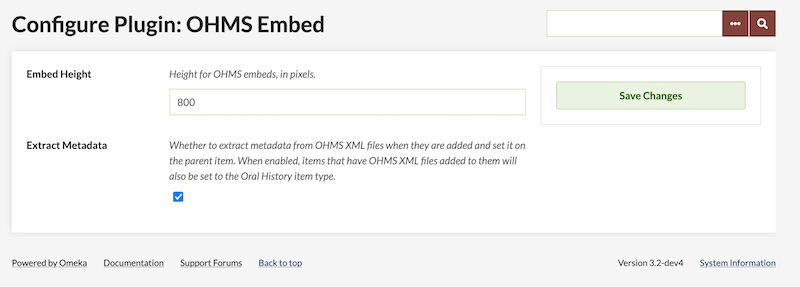 Configure Plugin: OHMS Embed
...
Embed Height
Height for OHMS embeds, in pixels.
800
Save Changes
Extract Metadata
Whether to extract metadata from OHMS XML files when they are added and set it on
the parent item. When enabled, items that have OHMS XML files added to them will
also be set to the Oral History item type.
Powered by Omeka Documentation Support Forums Back to top Version 3.2-dev4 System Information